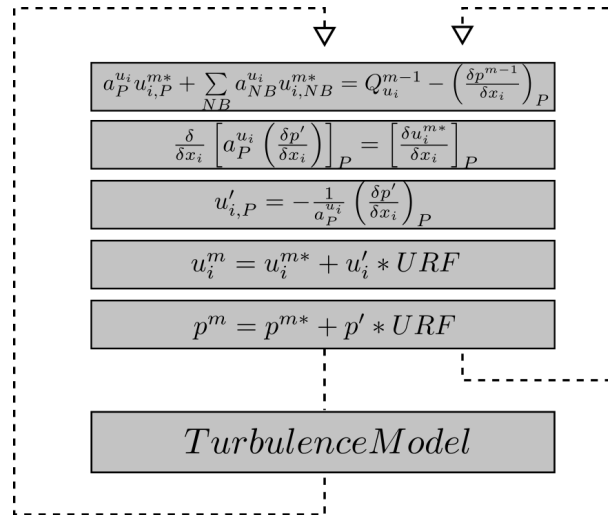 $a_P^{u_i} u_{i,P}^{m*} + \sum_{NB} a_{NB}^{u_i} u_{i,NB}^{m*} = Q_{u_i}^{m-1} - \left(\frac{\delta p^{m-1}}{\delta x_i}\right)_P$
$\frac{\delta}{\delta x_i} \left[ a_P^{u_i} \left(\frac{\delta p'}{\delta x_i}\right) \right]_P = \left[\frac{\delta u_i^{m*}}{\delta x_i}\right]_P$
$u'_{i,P} = -\frac{1}{a_P^{u_i}} \left(\frac{\delta p'}{\delta x_i}\right)_P$
$u_i^m = u_i^{m*} + u'_i * URF$
$p^m = p^{m*} + p' * URF$
TurbulenceModel